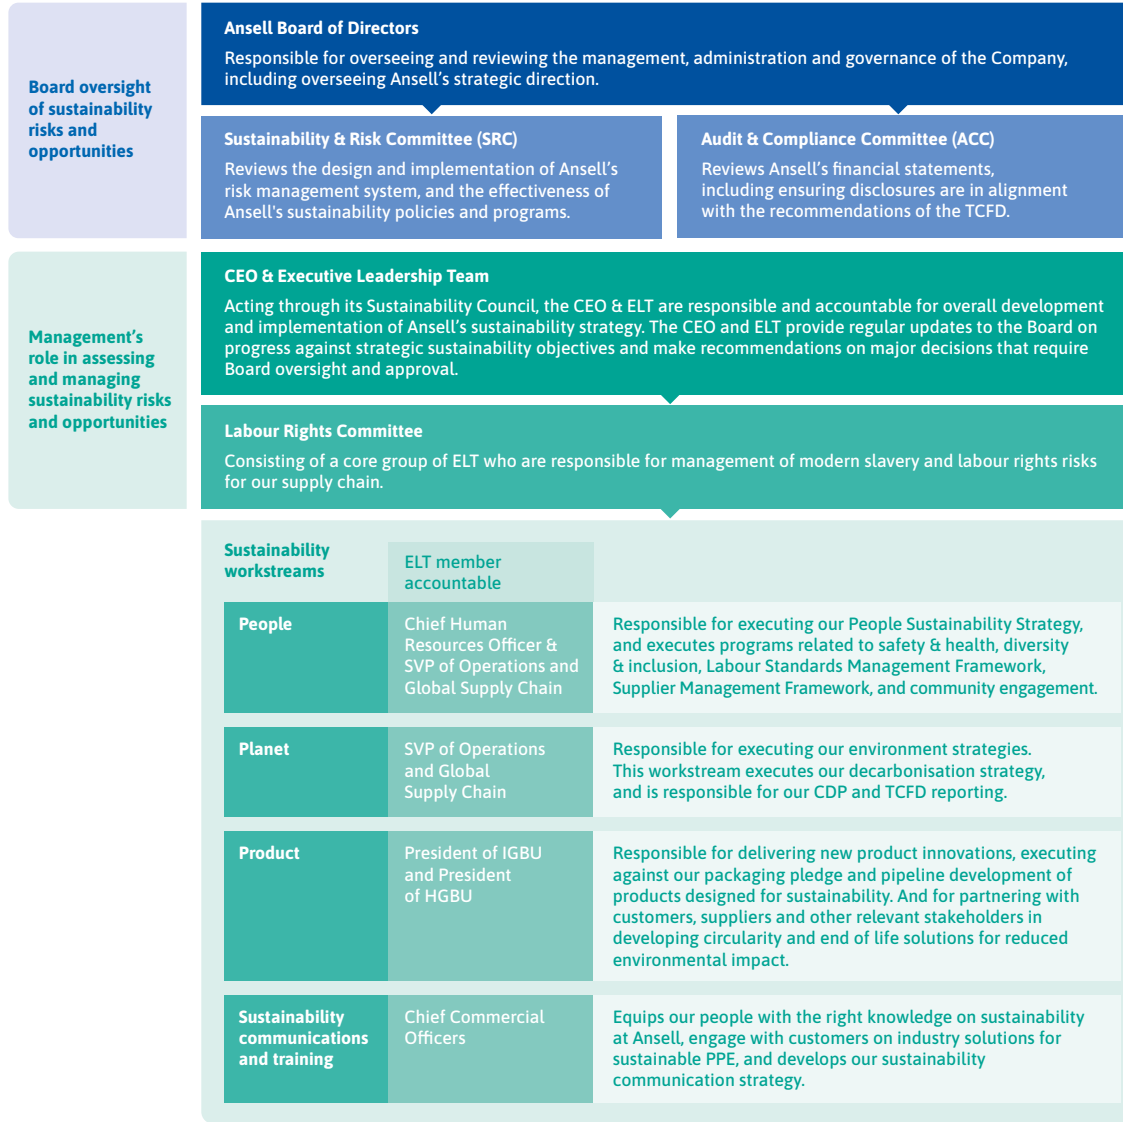 Board oversight
of sustainability
risks and
opportunities
Ansell Board of Directors
Responsible for overseeing and reviewing the management, administration and governance of the Company,
including overseeing Ansell’s strategic direction.
Sustainability & Risk Committee (SRC)
Reviews the design and implementation of Ansell’s
risk management system, and the effectiveness of
Ansell's sustainability policies and programs.
Audit & Compliance Committee (ACC)
Reviews Ansell’s financial statements,
including ensuring disclosures are in alignment
with the recommendations of the TCFD.
Management’s
role in assessing
and managing
sustainability risks
and opportunities
CEO & Executive Leadership Team
Acting through its Sustainability Council, the CEO & ELT are responsible and accountable for overall development
and implementation of Ansell’s sustainability strategy. The CEO and ELT provide regular updates to the Board on
progress against strategic sustainability objectives and make recommendations on major decisions that require
Board oversight and approval.
Labour Rights Committee
Consisting of a core group of ELT who are responsible for management of modern slavery and labour rights risks
for our supply chain.
Sustainability
workstreams
ELT member
accountable
People
Chief Human
Resources Officer &
SVP of Operations and
Global Supply Chain
Responsible for executing our People Sustainability Strategy,
and executes programs related to safety & health, diversity
& inclusion, Labour Standards Management Framework,
Supplier Management Framework, and community engagement.
Planet
SVP of Operations
and Global
Supply Chain
Responsible for executing our environment strategies.
This workstream executes our decarbonisation strategy,
and is responsible for our CDP and TCFD reporting.
Product
President of IGBU
and President
of HGBU
Responsible for delivering new product innovations, executing
against our packaging pledge and pipeline development of
products designed for sustainability. And for partnering with
customers, suppliers and other relevant stakeholders in
developing circularity and end of life solutions for reduced
environmental impact.
Sustainability
communications
and training
Chief Commercial
Officers
Equips our people with the right knowledge on sustainability
at Ansell, engage with customers on industry solutions for
sustainable PPE, and develops our sustainability
communication strategy.